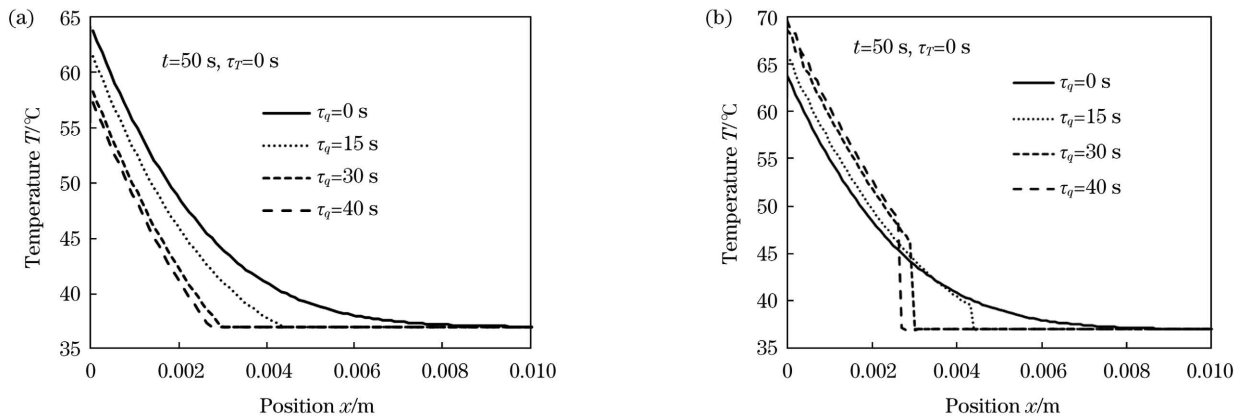 (a)
65
60
55
50
45
40
35
Temperature T/℃
t=50 s, τT=0 s
τq=0 s
τq=15 s
τq=30 s
τq=40 s
0
0.002
0.004
0.006
0.008
0.010
Position x/m
(b)
70
65
60
55
50
45
40
35
Temperature T/℃
t=50 s, τT=0 s
τq=0 s
τq=15 s
τq=30 s
τq=40 s
0
0.002
0.004
0.006
0.008
0.010
Position x/m